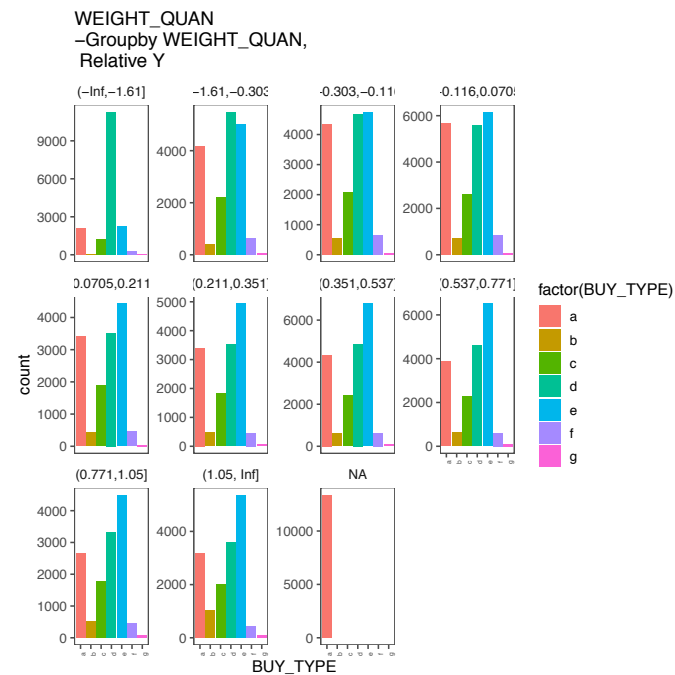 WEIGHT_QUAN
−Groupby WEIGHT_QUAN,
Relative Y
(−Inf,−1.61]
−1.61,−0.303
-0.303,−0.116
-0.116,0.0705
9000
6000
3000
0
4000
2000
0
4000
3000
2000
1000
0
6000
4000
2000
0
0.0705,0.211
(0.211,0.351]
(0.351,0.537]
(0.537,0.771]
4000
3000
2000
1000
0
5000
4000
3000
2000
1000
0
6000
4000
2000
0
6000
4000
2000
0
a b c d e f g
(0.771,1.05]
(1.05, Inf]
NA
4000
3000
2000
1000
0
4000
2000
0
10000
5000
0
a b c d e f g
a b c d e f g
a b c d e f g
count
BUY_TYPE
factor(BUY_TYPE)
a
b
c
d
e
f
g